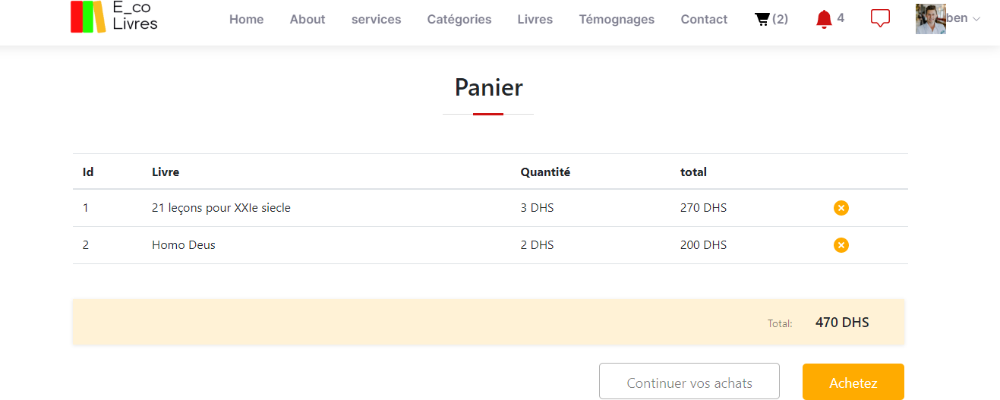 E_co
Livres
Home About services Catégories Livres Témognages Contact (2) 4 ben
Panier
Id Livre Quantité total
1 21 leçons pour XXIe siecle 3 DHS 270 DHS
2 Homo Deus 2 DHS 200 DHS
Total: 470 DHS
Continuer vos achats Achetez